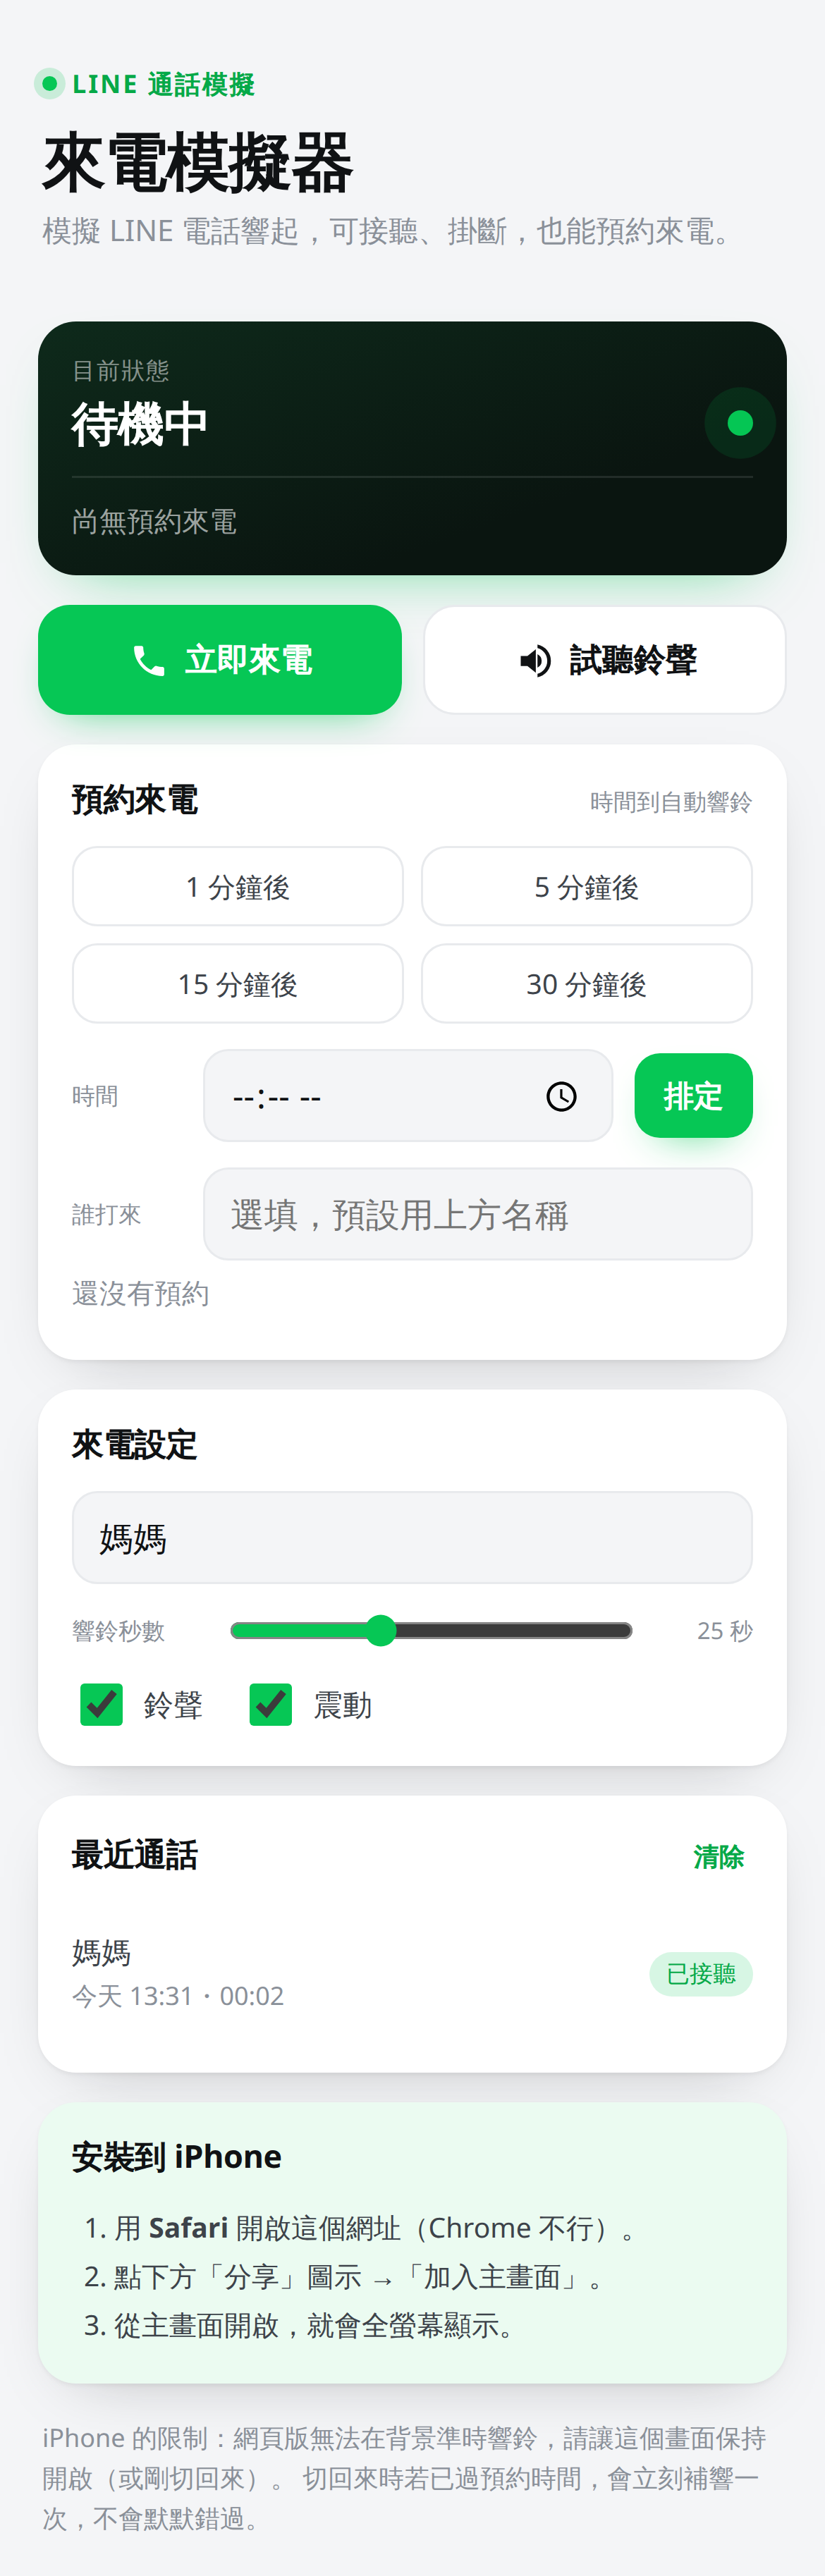 LINE 通話模擬
來電模擬器
模擬 LINE 電話響起，可接聽、掛斷，也能預約來電。
目前狀態
待機中
尚無預約來電
立即來電
試聽鈴聲
預約來電
時間到自動響鈴
1 分鐘後
5 分鐘後
15 分鐘後
30 分鐘後
時間
--:-- --
排定
誰打來
選填，預設用上方名稱
還沒有預約
來電設定
媽媽
響鈴秒數
25 秒
鈴聲
震動
最近通話
清除
媽媽
今天 13:31・00:02
已接聽
安裝到 iPhone
1. 用 Safari 開啟這個網址（Chrome 不行）。
2. 點下方「分享」圖示 →「加入主畫面」。
3. 從主畫面開啟，就會全螢幕顯示。
iPhone 的限制：網頁版無法在背景準時響鈴，請讓這個畫面保持
開啟（或剛切回來）。 切回來時若已過預約時間，會立刻補響一
次，不會默默錯過。